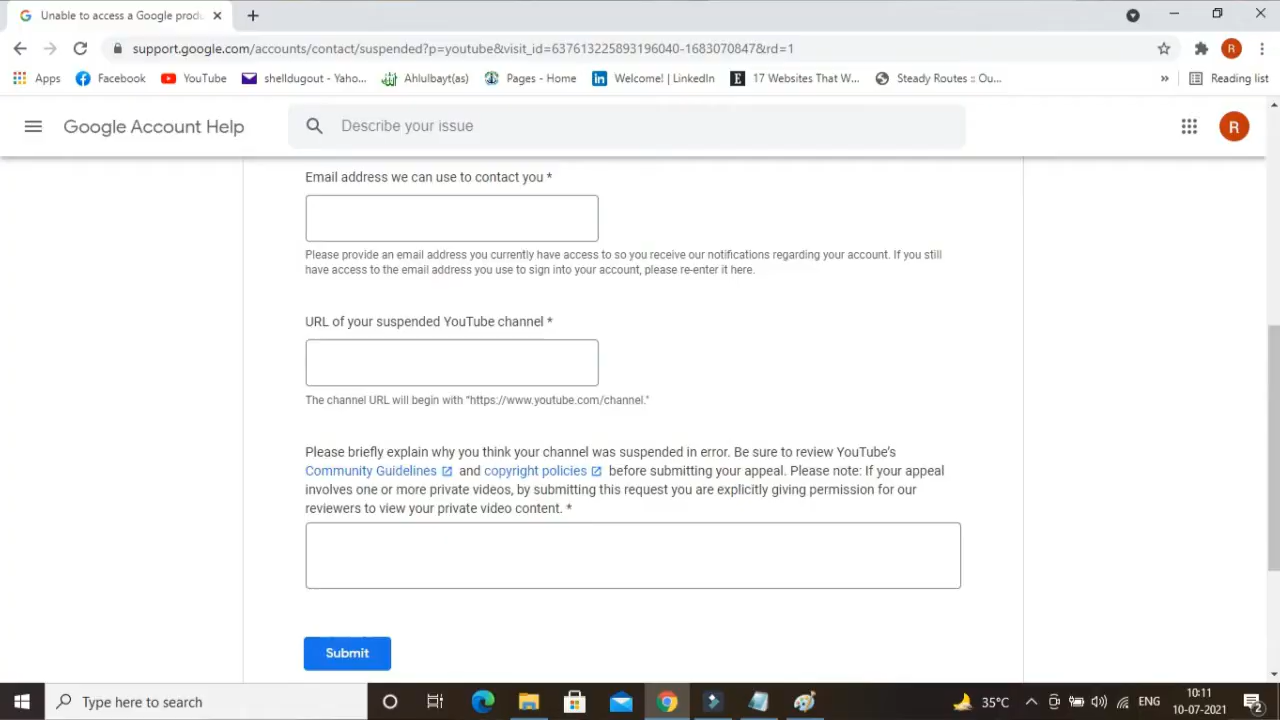 Unable to access a Google produ
support.google.com/accounts/contact/suspended?p=youtube&visit_id=637613225893196040-1683070847&rd=1
R
Apps
Facebook
YouTube
shelldugout - Yaho...
Ahlulbayt(as)
Pages - Home
Welcome! | LinkedIn
17 Websites That W...
Steady Routes :: Ou...
»
Reading list
Google Account Help
Describe your issue
R
Email address we can use to contact you *
Please provide an email address you currently have access to so you receive our notifications regarding your account. If you still
have access to the email address you use to sign into your account, please re-enter it here.
URL of your suspended YouTube channel *
The channel URL will begin with "https://www.youtube.com/channel."
Please briefly explain why you think your channel was suspended in error. Be sure to review YouTube's
Community Guidelines and copyright policies before submitting your appeal. Please note: If your appeal
involves one or more private videos, by submitting this request you are explicitly giving permission for our
reviewers to view your private video content. *
Submit
Type here to search
35°C
ENG
10:11
10-07-2021
2